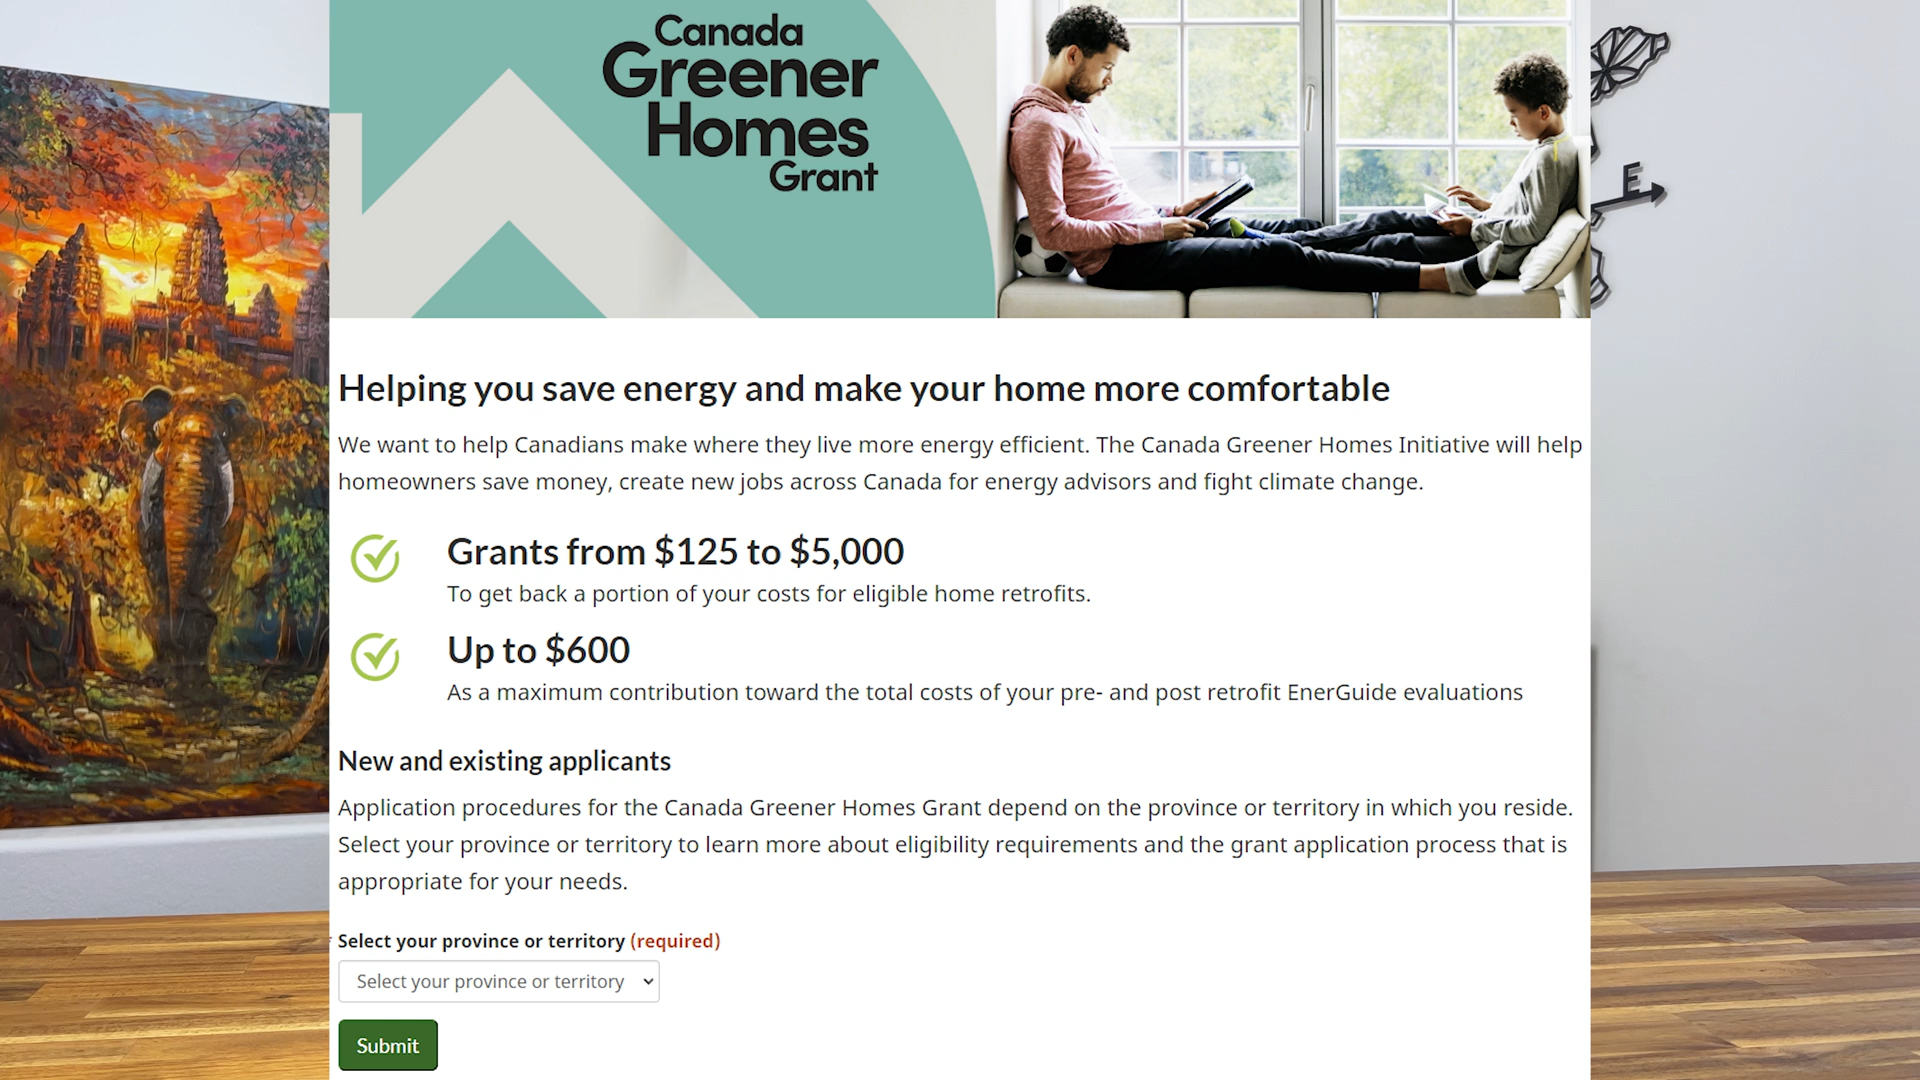 Canada
Greener
Homes
Grant
E
Helping you save energy and make your home more comfortable
We want to help Canadians make where they live more energy efficient. The Canada Greener Homes Initiative will help
homeowners save money, create new jobs across Canada for energy advisors and fight climate change.
Grants from $125 to $5,000
To get back a portion of your costs for eligible home retrofits.
Up to $600
As a maximum contribution toward the total costs of your pre- and post retrofit EnerGuide evaluations
New and existing applicants
Application procedures for the Canada Greener Homes Grant depend on the province or territory in which you reside.
Select your province or territory to learn more about eligibility requirements and the grant application process that is
appropriate for your needs.
* Select your province or territory (required)
Select your province or territory
Submit